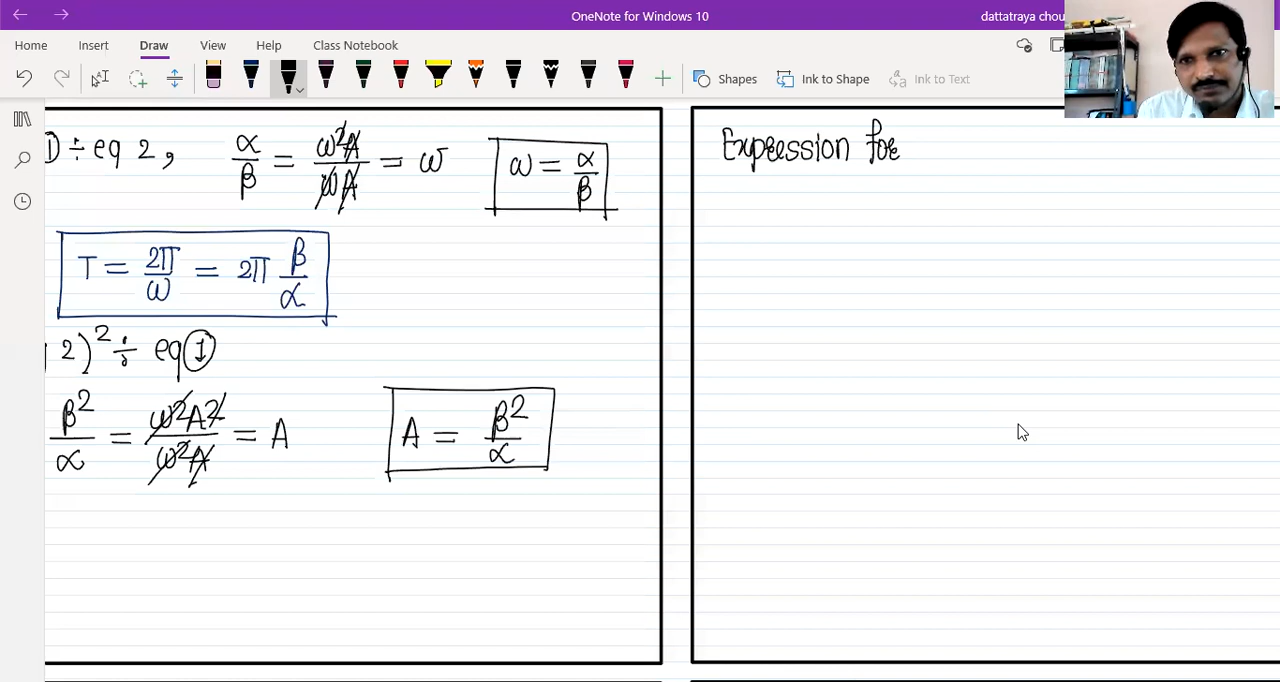 OneNote for Windows 10
dattatraya chou
Home Insert Draw View Help Class Notebook
Shapes Ink to Shape Ink to Text
1) ÷ eq 2, α/β = ω²A/ωA = ω ω = α/β
T = 2π/ω = 2π β/α
2)² ÷ eq 1
β²/α = ω²A²/ω²A = A A = β²/α
Expression for